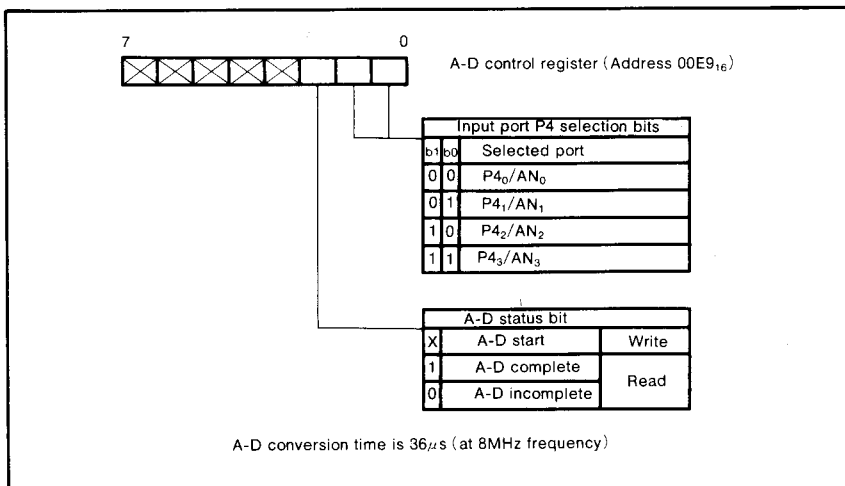 7 0
A-D control register (Address 00E9₁₆)
Input port P4 selection bits
b1 b0 Selected port
0 0 P4₀/AN₀
0 1 P4₁/AN₁
1 0 P4₂/AN₂
1 1 P4₃/AN₃
A-D status bit
X A-D start Write
1 A-D complete Read
0 A-D incomplete
A-D conversion time is 36μs (at 8MHz frequency)